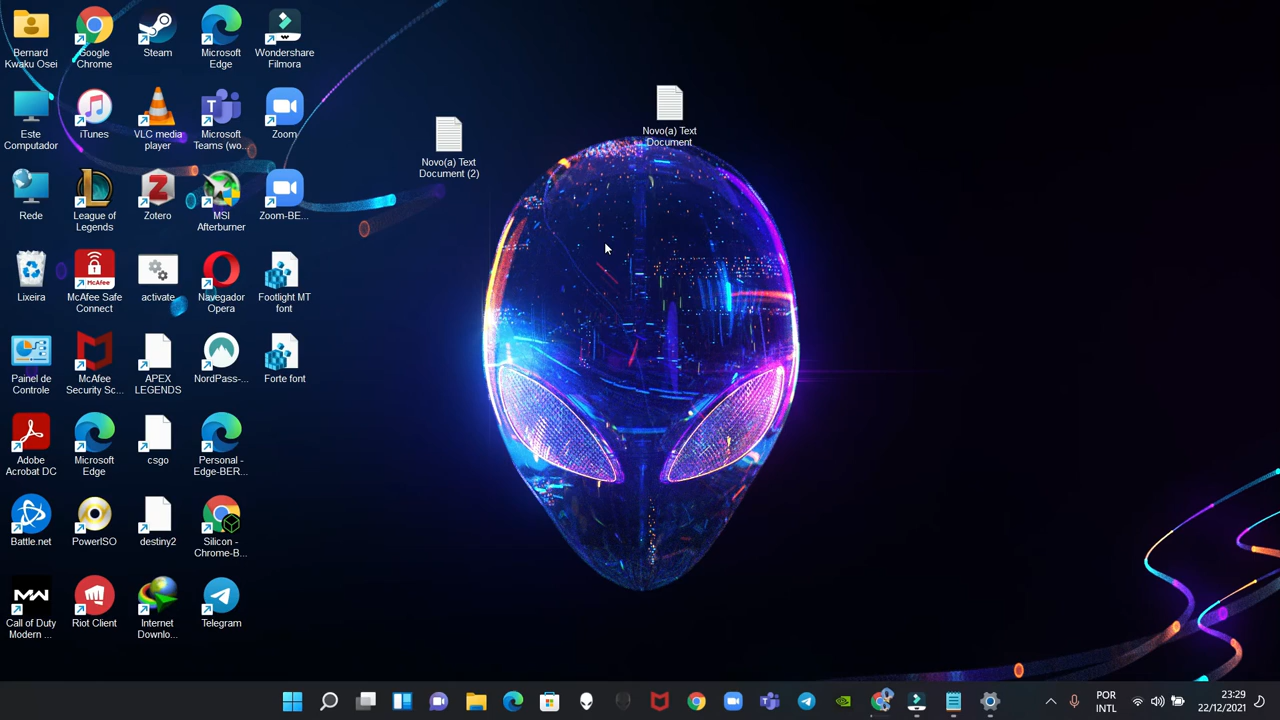 Bernard
Kwaku Osei
Google
Chrome
Steam
Microsoft
Edge
Wondershare
Filmora
Este
Computador
iTunes
VLC media
player
Microsoft
Teams (wo...
Zoom
Novo(a) Text
Document (2)
Novo(a) Text
Document
Rede
League of
Legends
Zotero
MSI
Afterburner
Zoom-BE...
Lixeira
McAfee
McAfee Safe
Connect
activate
Navegador
Opera
Footlight MT
font
Painel de
Controle
McAfee
Security Sc...
APEX
LEGENDS
NordPass-...
Forte font
Adobe
Acrobat DC
Microsoft
Edge
csgo
Personal -
Edge-BER...
Battle.net
PowerISO
destiny2
Silicon -
Chrome-B...
Call of Duty
Modern ...
Riot Client
Internet
Downlo...
Telegram
POR
INTL
23:29
22/12/2021